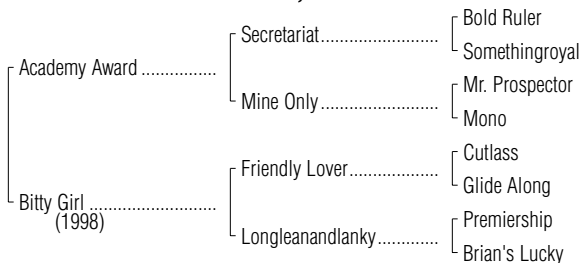 Bold Ruler
Secretariat........................
Somethingroyal
Academy Award ...............
Mr. Prospector
Mine Only ........................
Mono
Cutlass
Friendly Lover..................
Glide Along
Bitty Girl .........................
(1998)
Premiership
Longleanandlanky.............
Brian's Lucky